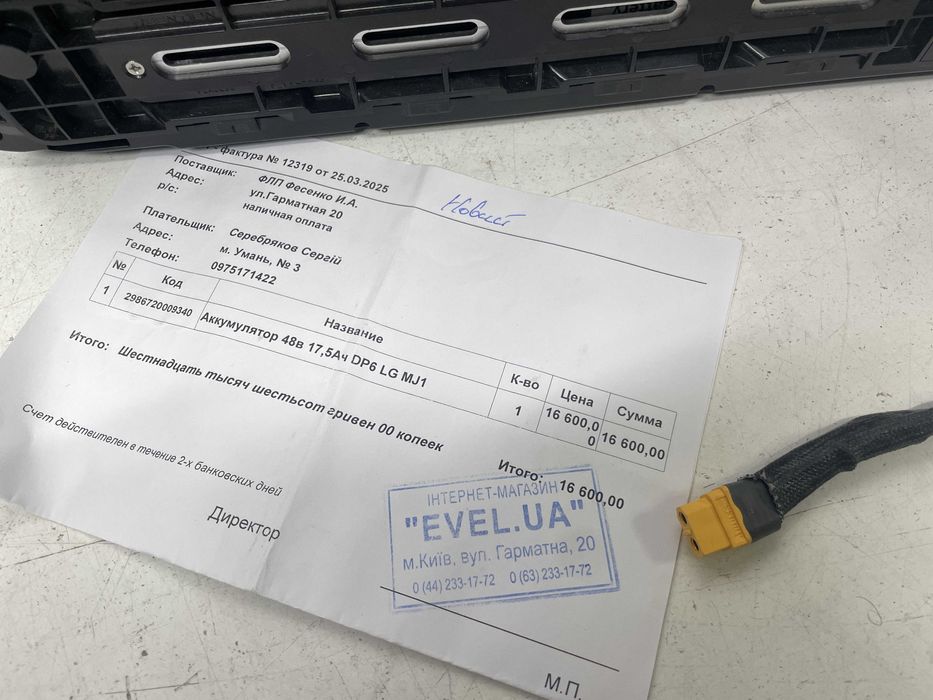 фактура № 12319 от 25.03.2025
Поставщик: ФЛП Фесенко И.А.
Адрес: ул.Гарматная 20
р/с: наличная оплата
Новий
Плательщик: Серебряков Сергій
Адрес: м. Умань, № 3
Телефон: 0975171422
№ Код Название К-во Цена Сумма
1 2986720009340 Аккумулятор 48в 17,5Ач DP6 LG MJ1 1 16 600,00 16 600,00
Итого: 16 600,00
Итого: Шестнадцать тысяч шестьсот гривен 00 копеек
Счет действителен в течение 2-х банковских дней
Директор
ІНТЕРНЕТ-МАГАЗИН
"EVEL.UA"
м.Київ, вул. Гарматна, 20
0 (44) 233-17-72 0 (63) 233-17-72
М.П.